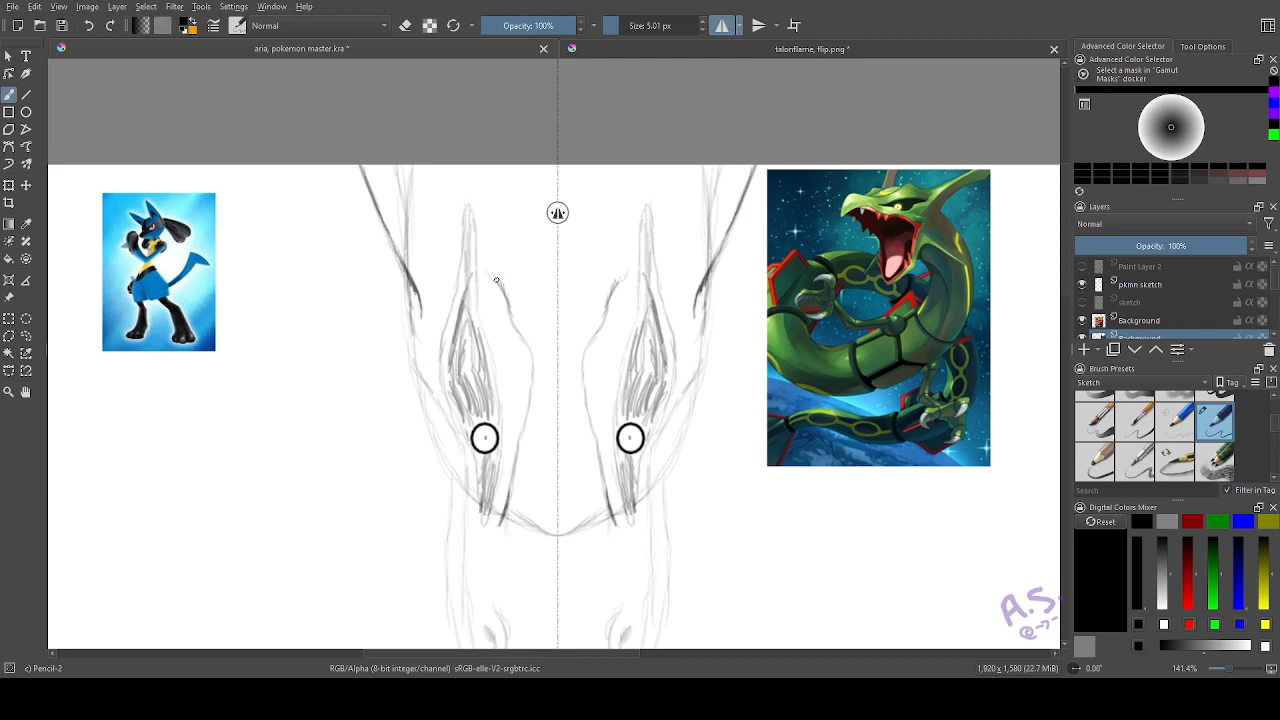 File Edit View Image Layer Select Filter Tools Settings Window Help
Normal Opacity: 100% Size: 5.01 px
aria, pokemon master.kra * talonflame, flip.png *
Advanced Color Selector Tool Options
Advanced Color Selector
Select a mask in "Gamut
Masks" docker
Layers
Normal
Opacity: 100%
Paint Layer 2
pkmn sketch
sketch
Background
Background
Brush Presets
Sketch Tag
Search Filter in Tag
Digital Colors Mixer
Reset
A.S.
c) Pencil-2 RGB/Alpha (8-bit integer/channel) sRGB-elle-V2-srgbtrc.icc 1,920 x 1,580 (22.7 MiB) 0.00° 141.4%